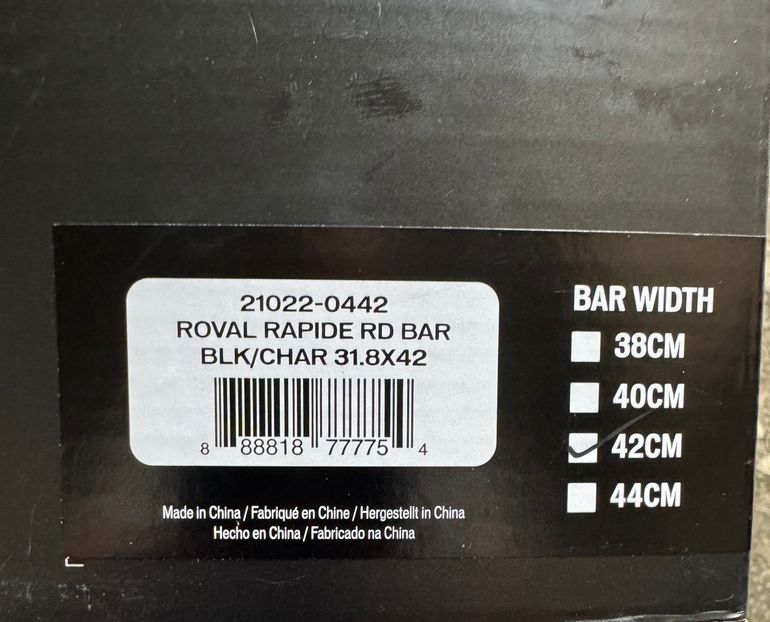 21022-0442
ROVAL RAPIDE RD BAR
BLK/CHAR 31.8X42
8 88818 77775 4
Made in China / Fabriqué en Chine / Hergestellt in China
Hecho en China / Fabricado na China
BAR WIDTH
38CM
40CM
42CM
44CM